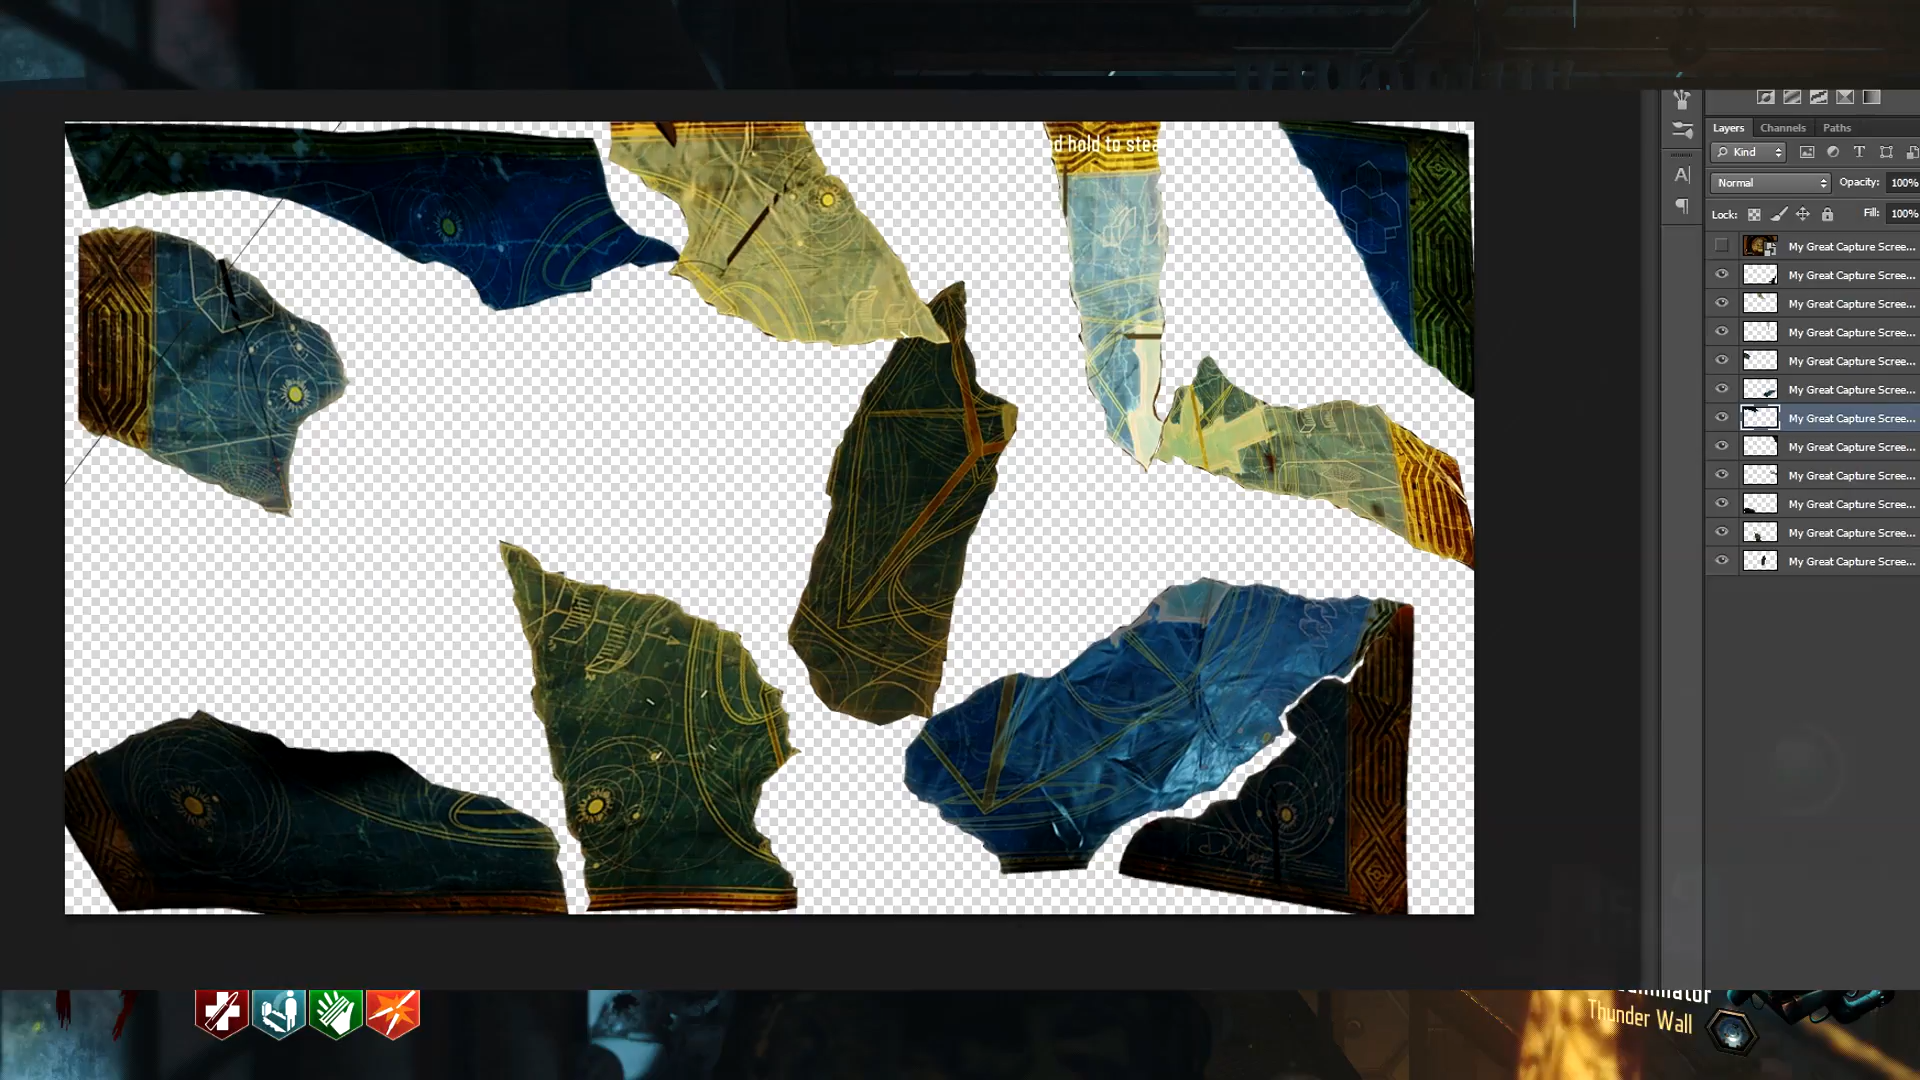 d hold to stea
Layers Channels Paths
Kind
Normal Opacity: 100%
Lock: Fill: 100%
My Great Capture Scree...
My Great Capture Scree...
My Great Capture Scree...
My Great Capture Scree...
My Great Capture Scree...
My Great Capture Scree...
My Great Capture Scree...
My Great Capture Scree...
My Great Capture Scree...
My Great Capture Scree...
My Great Capture Scree...
My Great Capture Scree...
Thunder Wall